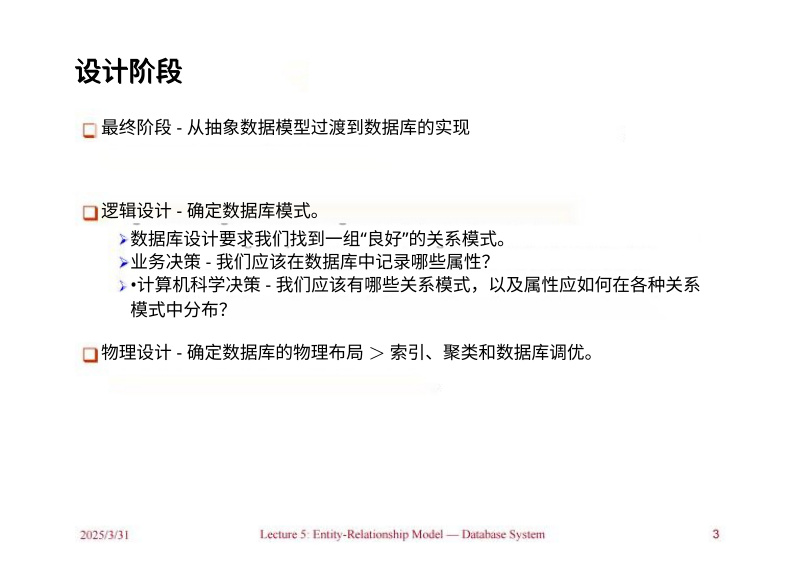 设计阶段
最终阶段 - 从抽象数据模型过渡到数据库的实现
逻辑设计 - 确定数据库模式。
数据库设计要求我们找到一组“良好”的关系模式。
业务决策 - 我们应该在数据库中记录哪些属性？
•计算机科学决策 - 我们应该有哪些关系模式，以及属性应如何在各种关系
模式中分布？
物理设计 - 确定数据库的物理布局 ＞ 索引、聚类和数据库调优。
2025/3/31
Lecture 5: Entity-Relationship Model — Database System
3